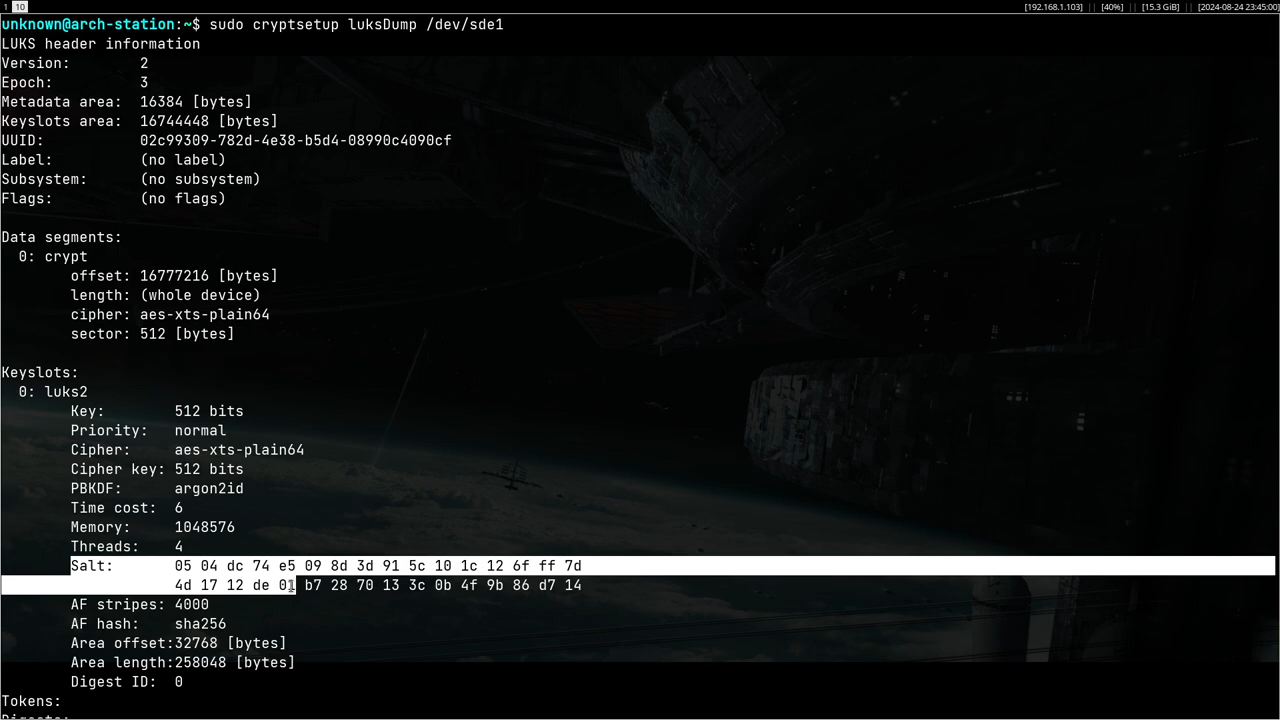 1 10 [192.168.1.103] || [40%] || [15.3 GiB] || [2024-08-24 23:45:00]
unknown@arch-station:~$ sudo cryptsetup luksDump /dev/sde1
LUKS header information
Version: 2
Epoch: 3
Metadata area: 16384 [bytes]
Keyslots area: 16744448 [bytes]
UUID: 02c99309-782d-4e38-b5d4-08990c4090cf
Label: (no label)
Subsystem: (no subsystem)
Flags: (no flags)
Data segments:
0: crypt
offset: 16777216 [bytes]
length: (whole device)
cipher: aes-xts-plain64
sector: 512 [bytes]
Keyslots:
0: luks2
Key: 512 bits
Priority: normal
Cipher: aes-xts-plain64
Cipher key: 512 bits
PBKDF: argon2id
Time cost: 6
Memory: 1048576
Threads: 4
Salt: 05 04 dc 74 e5 09 8d 3d 91 5c 10 1c 12 6f ff 7d
4d 17 12 de 01 b7 28 70 13 3c 0b 4f 9b 86 d7 14
AF stripes: 4000
AF hash: sha256
Area offset:32768 [bytes]
Area length:258048 [bytes]
Digest ID: 0
Tokens:
Digests: